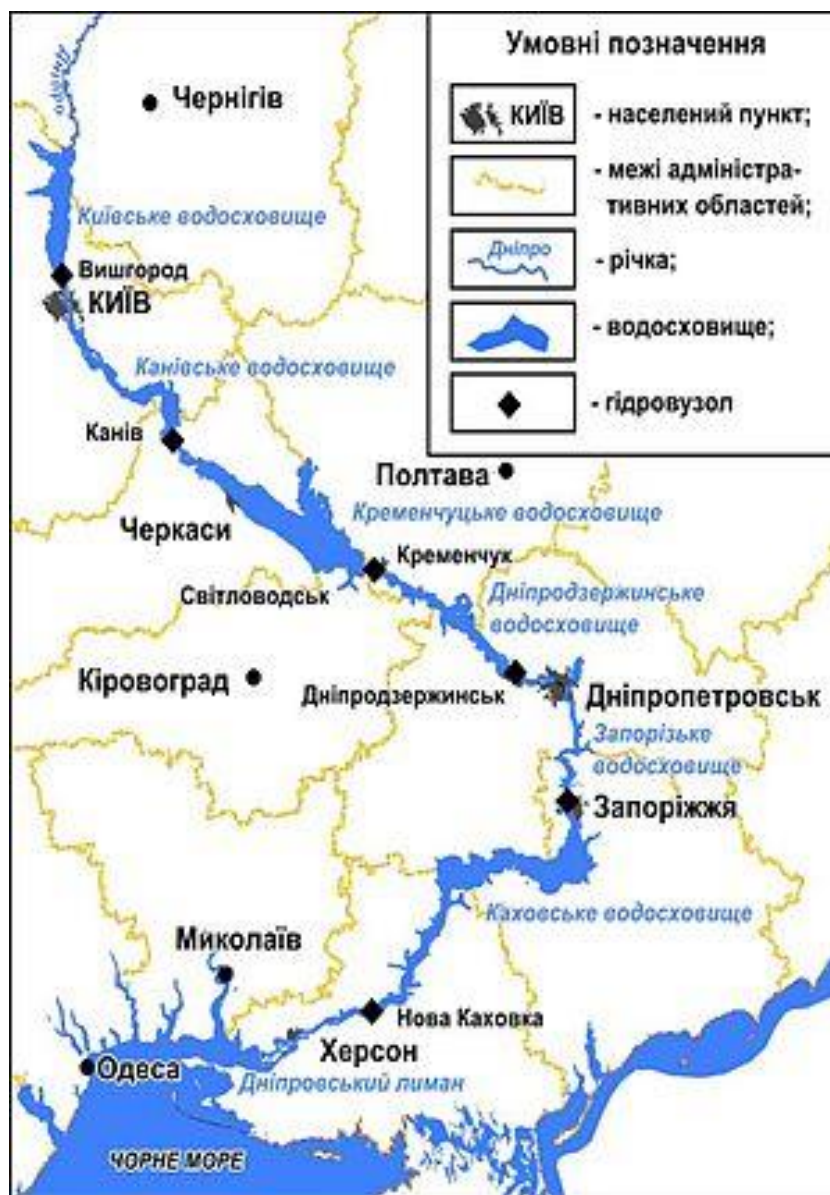 Умовні позначення
КИЇВ
- населений пункт;
- межі адміністра-
тивних областей;
Дніпро
- річка;
- водосховище;
- гідровузол
Чернігів
Київське водосховище
Вишгород
КИЇВ
Канівське водосховище
Канів
Полтава
Черкаси
Кременчуцьке водосховище
Кременчук
Світловодськ
Дніпродзержинське
водосховище
Кіровоград
Дніпродзержинськ
Дніпропетровськ
Запорізьке
водосховище
Запоріжжя
Каховське водосховище
Миколаїв
Нова Каховка
Херсон
Одеса
Дніпровський лиман
ЧОРНЕ МОРЕ